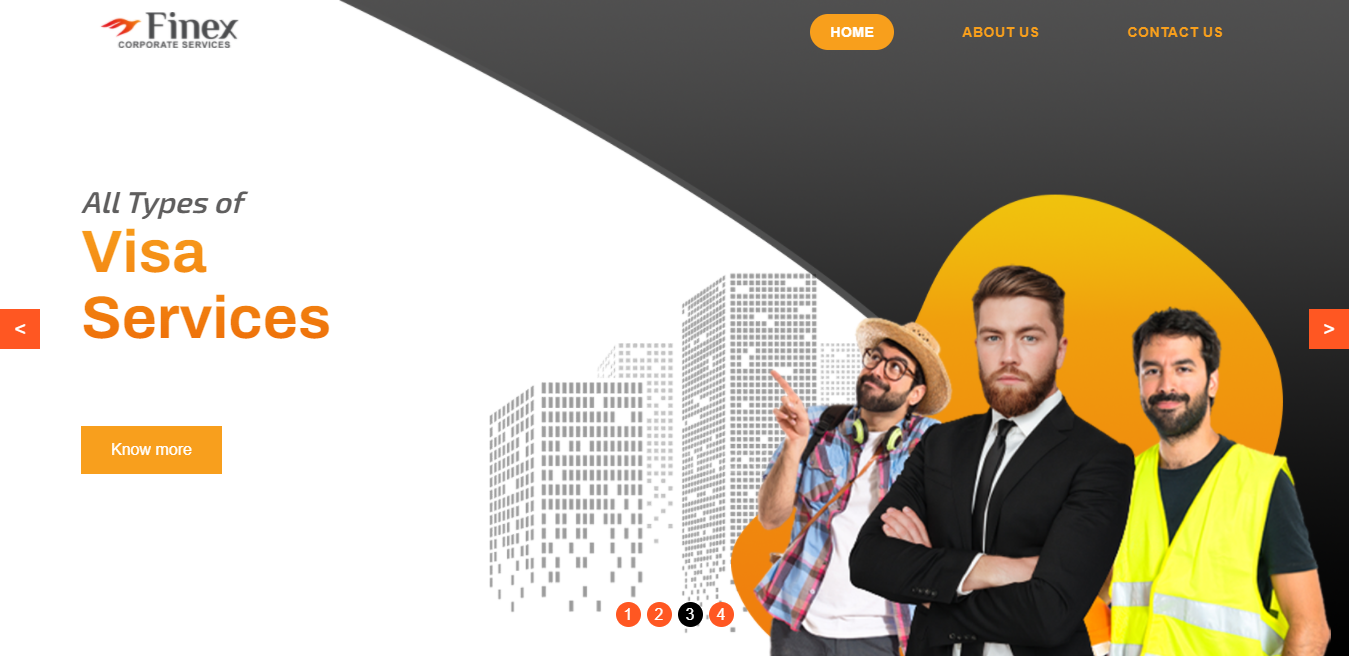 Finex
CORPORATE SERVICES
HOME
ABOUT US
CONTACT US
All Types of
Visa
Services
<
>
Know more
1 2 3 4